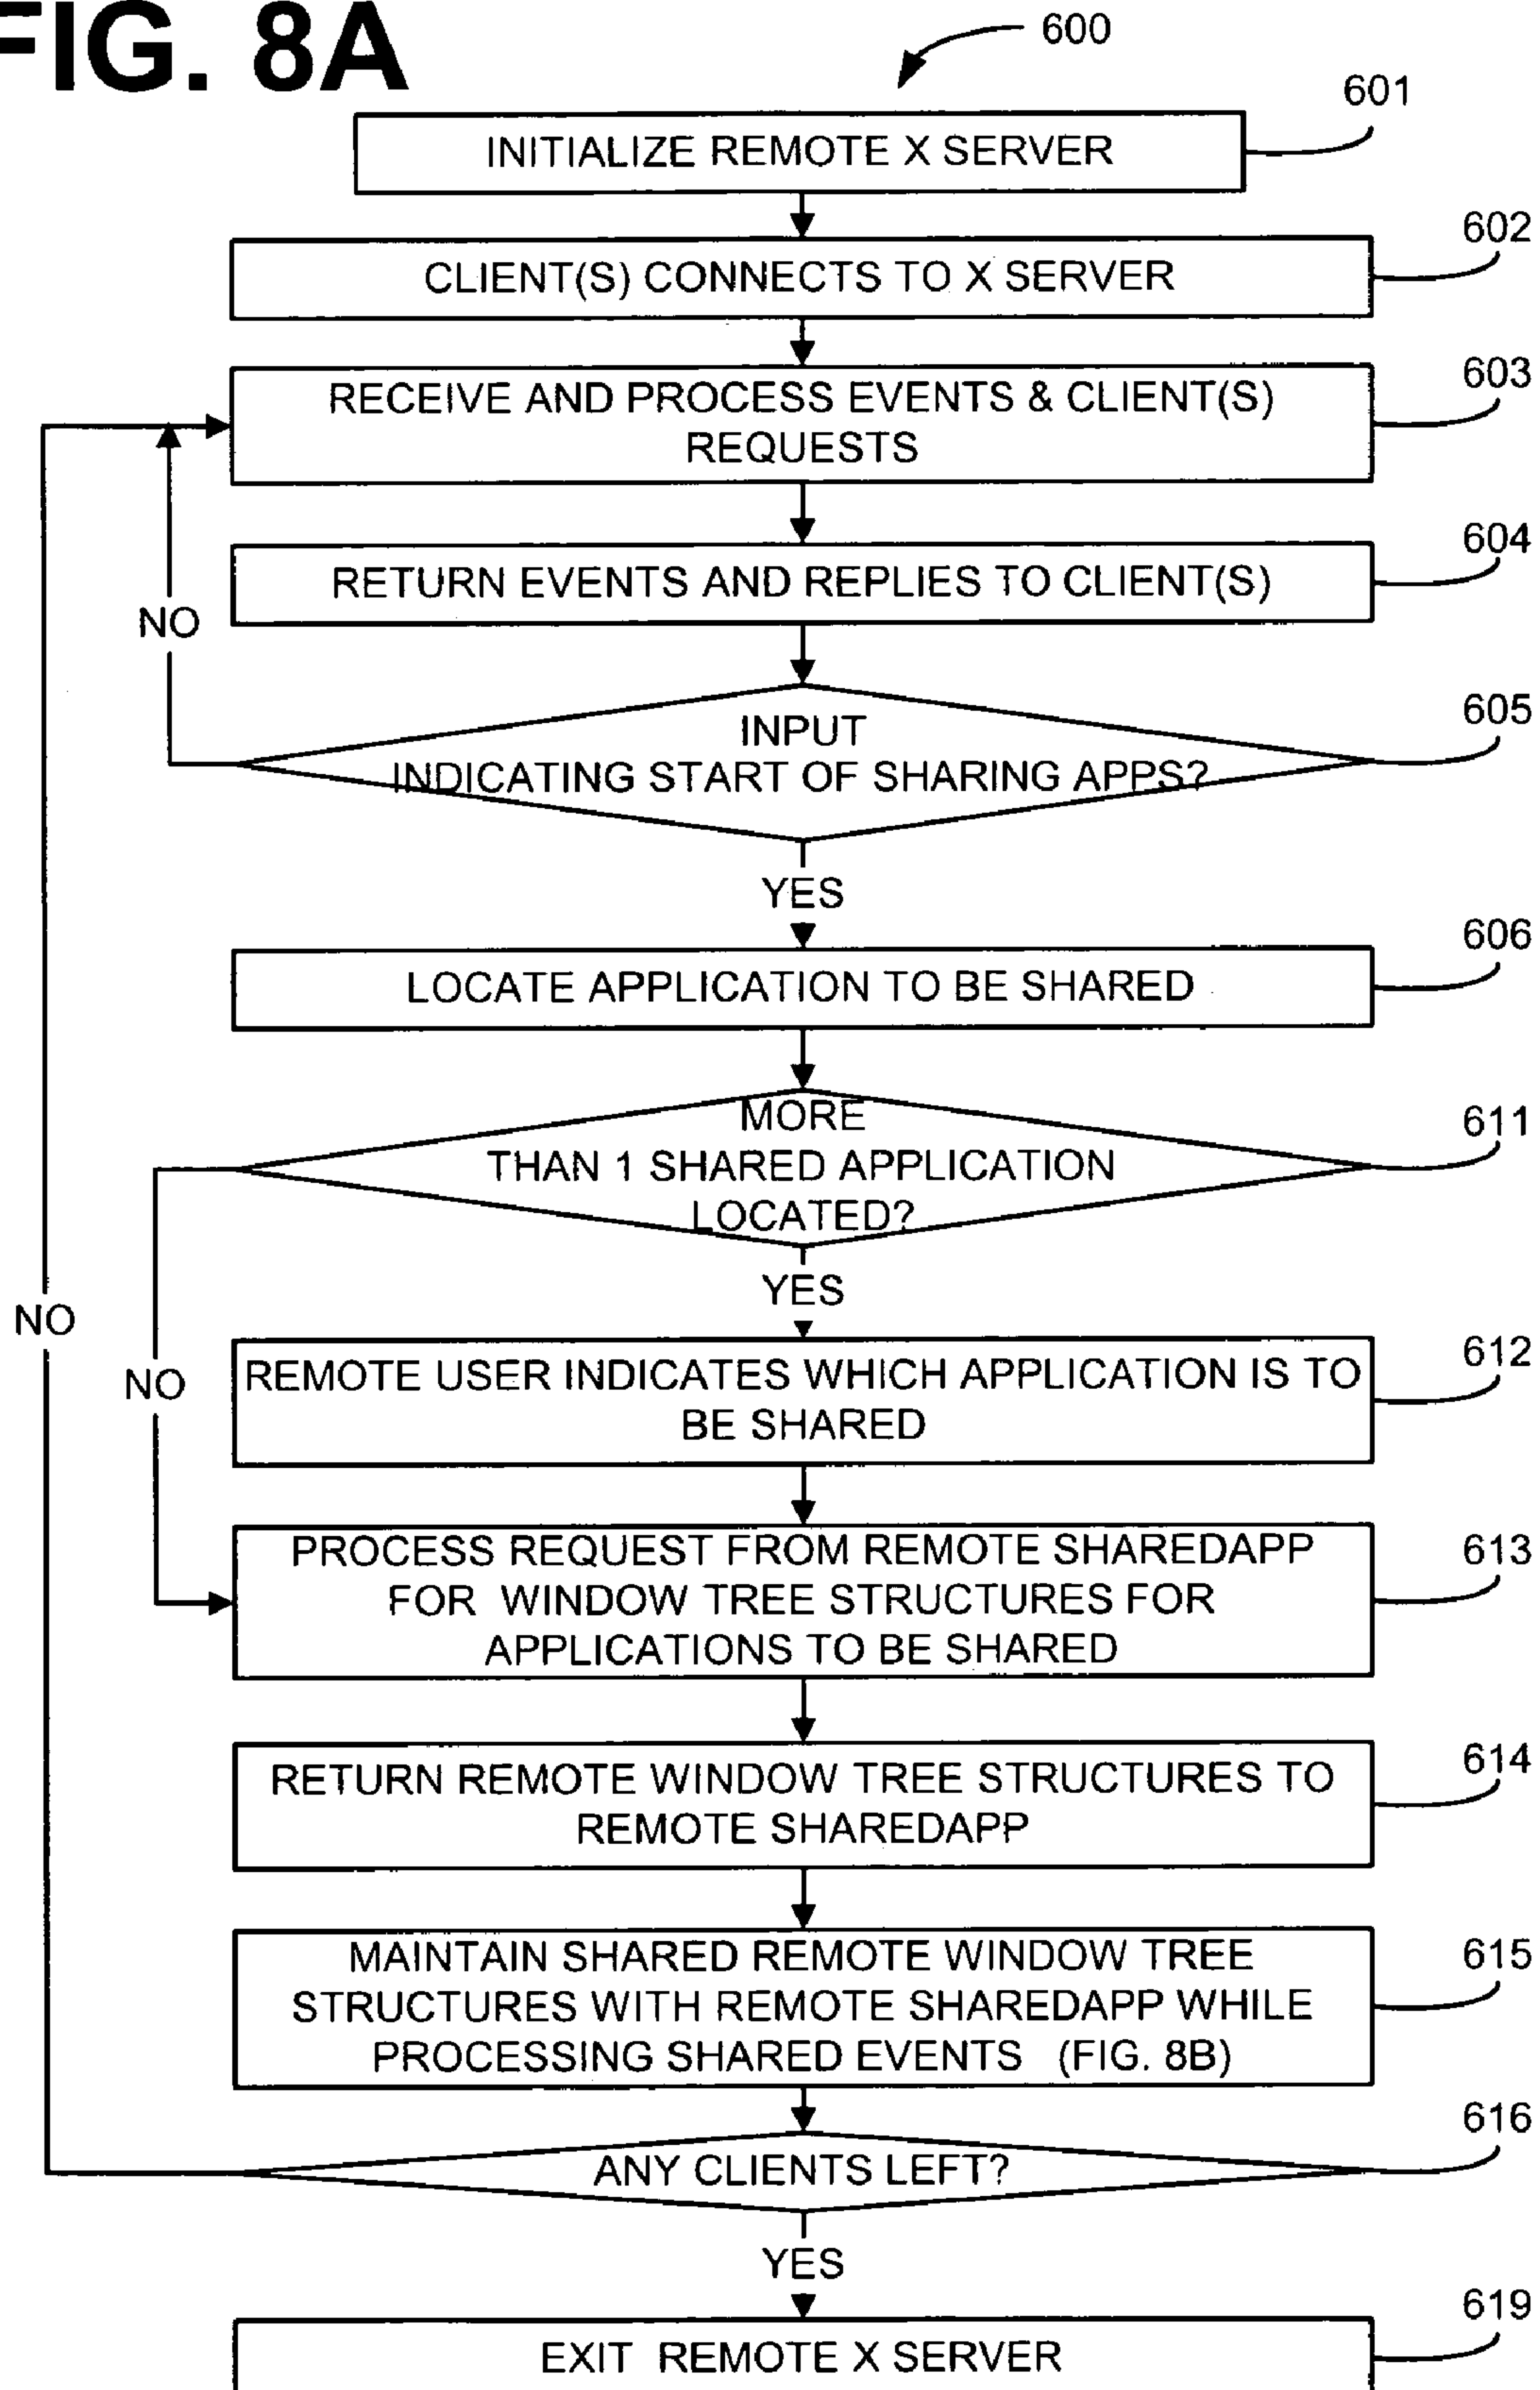 FIG. 8A
600
601
INITIALIZE REMOTE X SERVER
602
CLIENT(S) CONNECTS TO X SERVER
603
RECEIVE AND PROCESS EVENTS & CLIENT(S)
REQUESTS
604
RETURN EVENTS AND REPLIES TO CLIENT(S)
NO
605
INPUT
INDICATING START OF SHARING APPS?
YES
606
LOCATE APPLICATION TO BE SHARED
611
MORE
THAN 1 SHARED APPLICATION
LOCATED?
YES
NO
NO
612
REMOTE USER INDICATES WHICH APPLICATION IS TO
BE SHARED
613
PROCESS REQUEST FROM REMOTE SHAREDAPP
FOR WINDOW TREE STRUCTURES FOR
APPLICATIONS TO BE SHARED
614
RETURN REMOTE WINDOW TREE STRUCTURES TO
REMOTE SHAREDAPP
615
MAINTAIN SHARED REMOTE WINDOW TREE
STRUCTURES WITH REMOTE SHAREDAPP WHILE
PROCESSING SHARED EVENTS (FIG. 8B)
616
ANY CLIENTS LEFT?
YES
619
EXIT REMOTE X SERVER